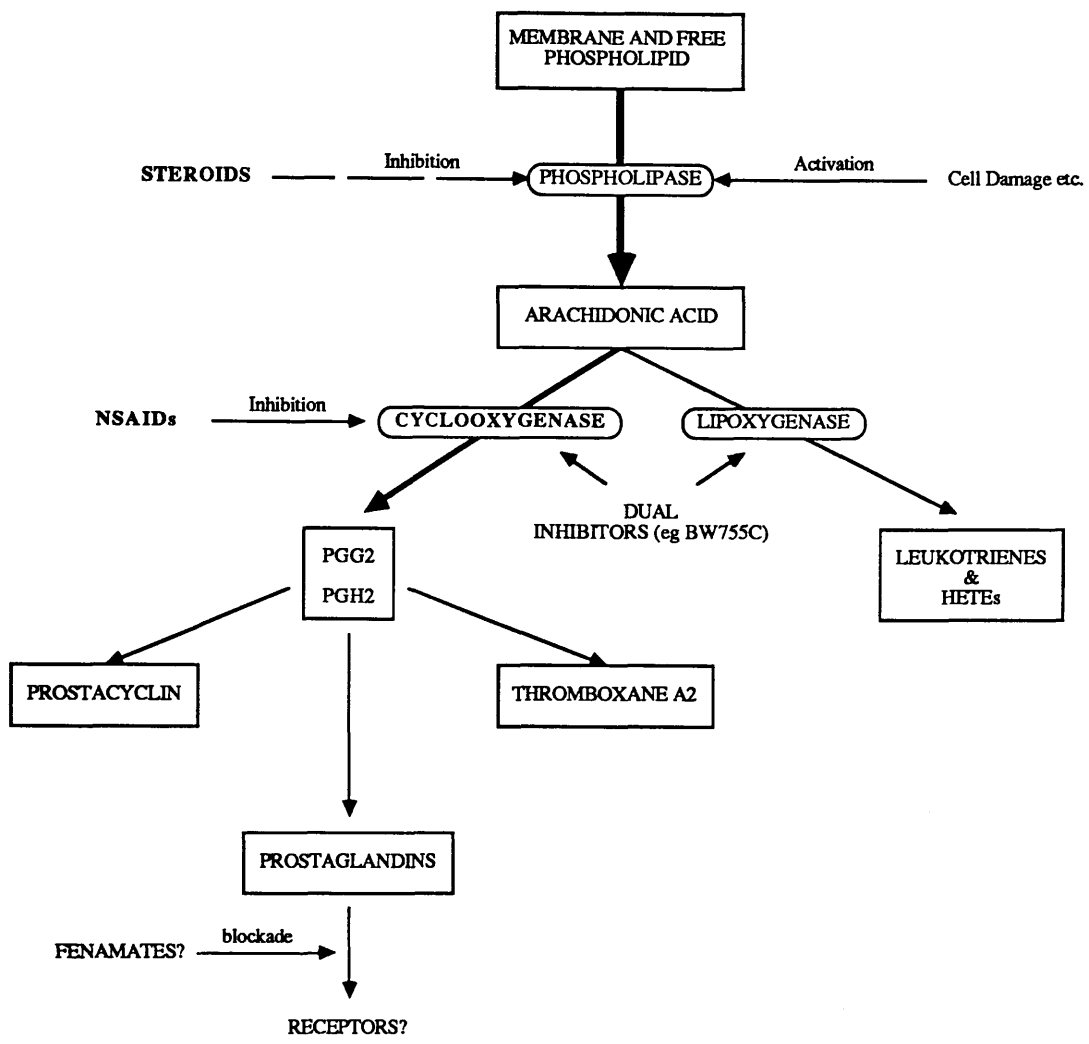 MEMBRANE AND FREE
PHOSPHOLIPID
STEROIDS
Inhibition
PHOSPHOLIPASE
Activation
Cell Damage etc.
ARACHIDONIC ACID
NSAIDs
Inhibition
CYCLOOXYGENASE
LIPOXYGENASE
DUAL
INHIBITORS (eg BW755C)
PGG2
PGH2
LEUKOTRIENES
&
HETEs
PROSTACYCLIN
THROMBOXANE A2
PROSTAGLANDINS
FENAMATES?
blockade
RECEPTORS?